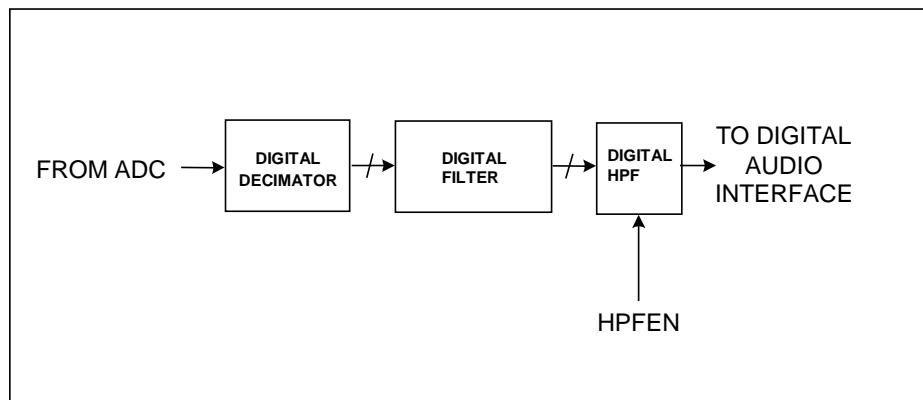 FROM ADC
DIGITAL
DECIMATOR
DIGITAL
FILTER
DIGITAL
HPF
TO DIGITAL
AUDIO
INTERFACE
HPFEN